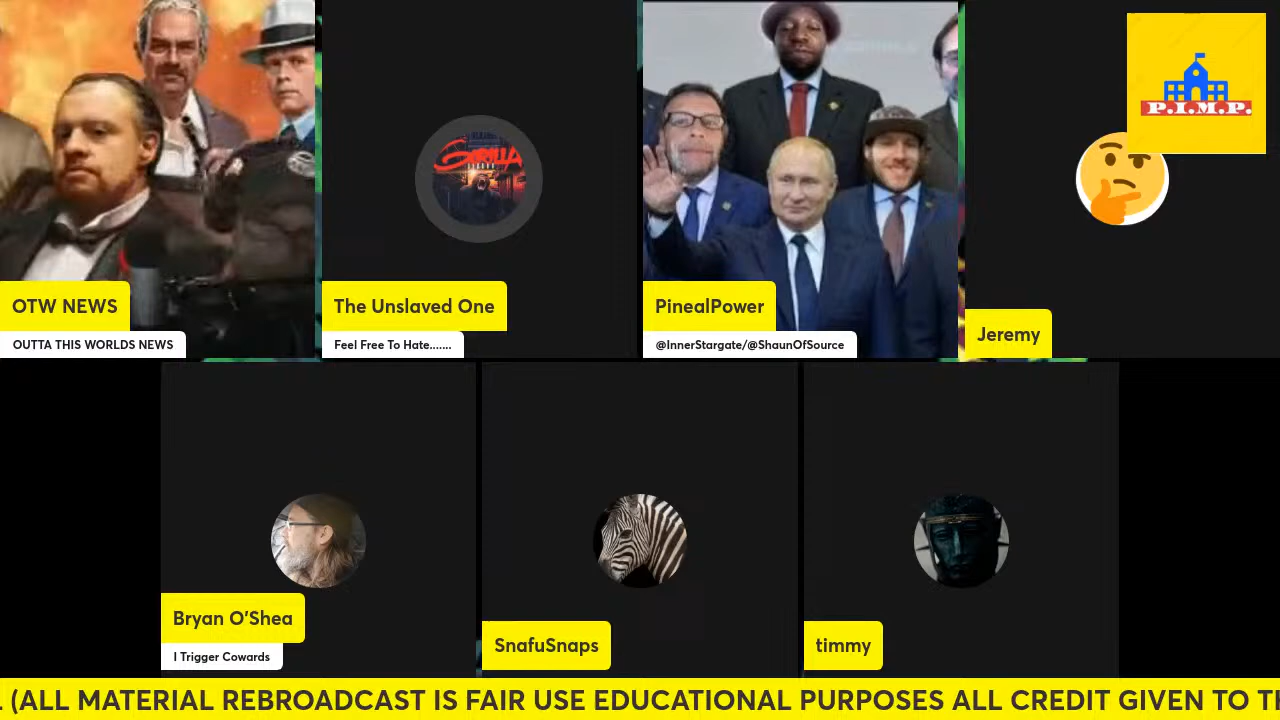 P.I.M.P.
GORILLA
OTW NEWS
OUTTA THIS WORLDS NEWS
The Unslaved One
Feel Free To Hate.......
PinealPower
@InnerStargate/@ShaunOfSource
Jeremy
Bryan O'Shea
I Trigger Cowards
SnafuSnaps
timmy
(ALL MATERIAL REBROADCAST IS FAIR USE EDUCATIONAL PURPOSES ALL CREDIT GIVEN TO